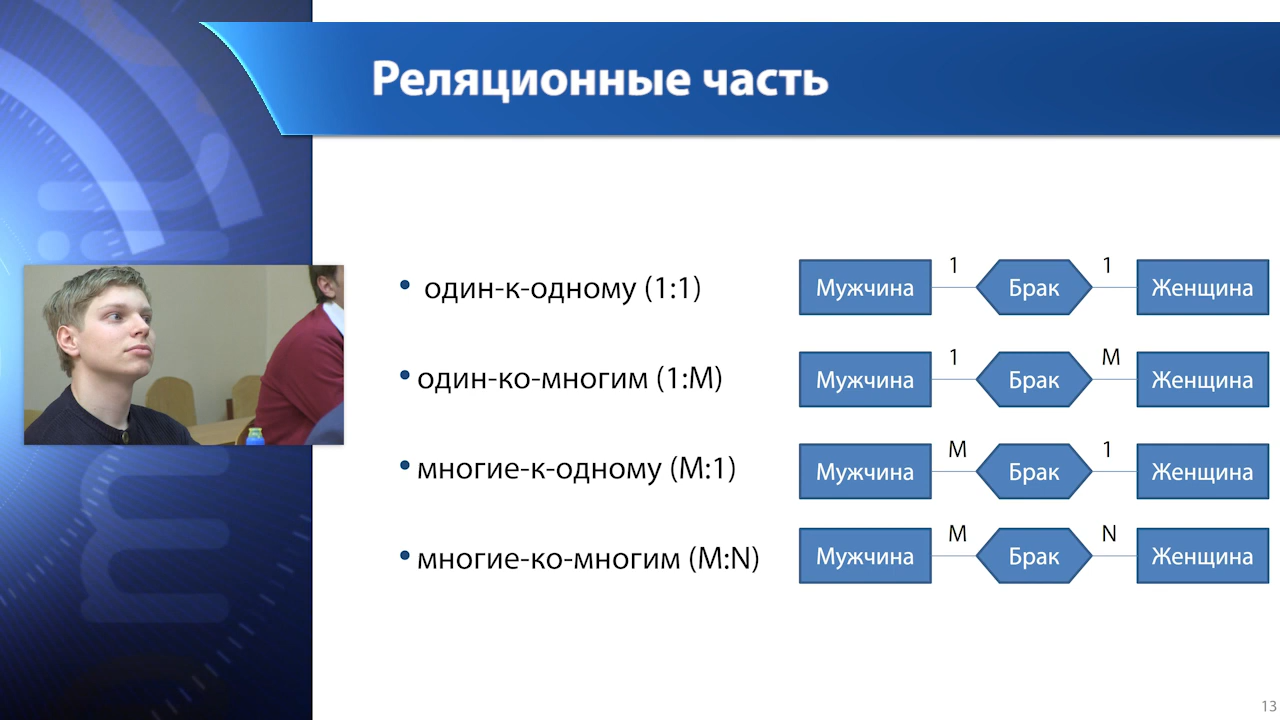 Реляционные часть
• один-к-одному (1:1)
Мужчина 1 Брак 1 Женщина
• один-ко-многим (1:M)
Мужчина 1 Брак M Женщина
• многие-к-одному (M:1)
Мужчина M Брак 1 Женщина
• многие-ко-многим (M:N)
Мужчина M Брак N Женщина
13